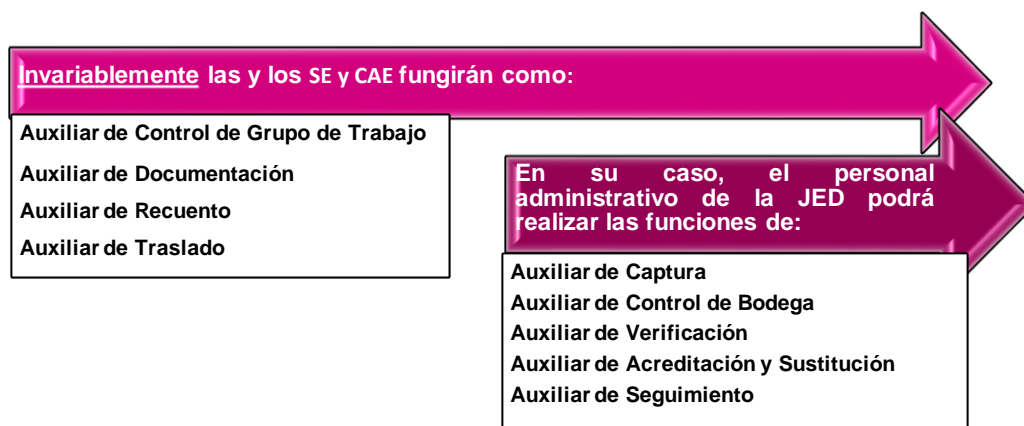 Invariablemente las y los SE y CAE fungirán como:
Auxiliar de Control de Grupo de Trabajo
Auxiliar de Documentación
Auxiliar de Recuento
Auxiliar de Traslado
En su caso, el personal
administrativo de la JED podrá
realizar las funciones de:
Auxiliar de Captura
Auxiliar de Control de Bodega
Auxiliar de Verificación
Auxiliar de Acreditación y Sustitución
Auxiliar de Seguimiento